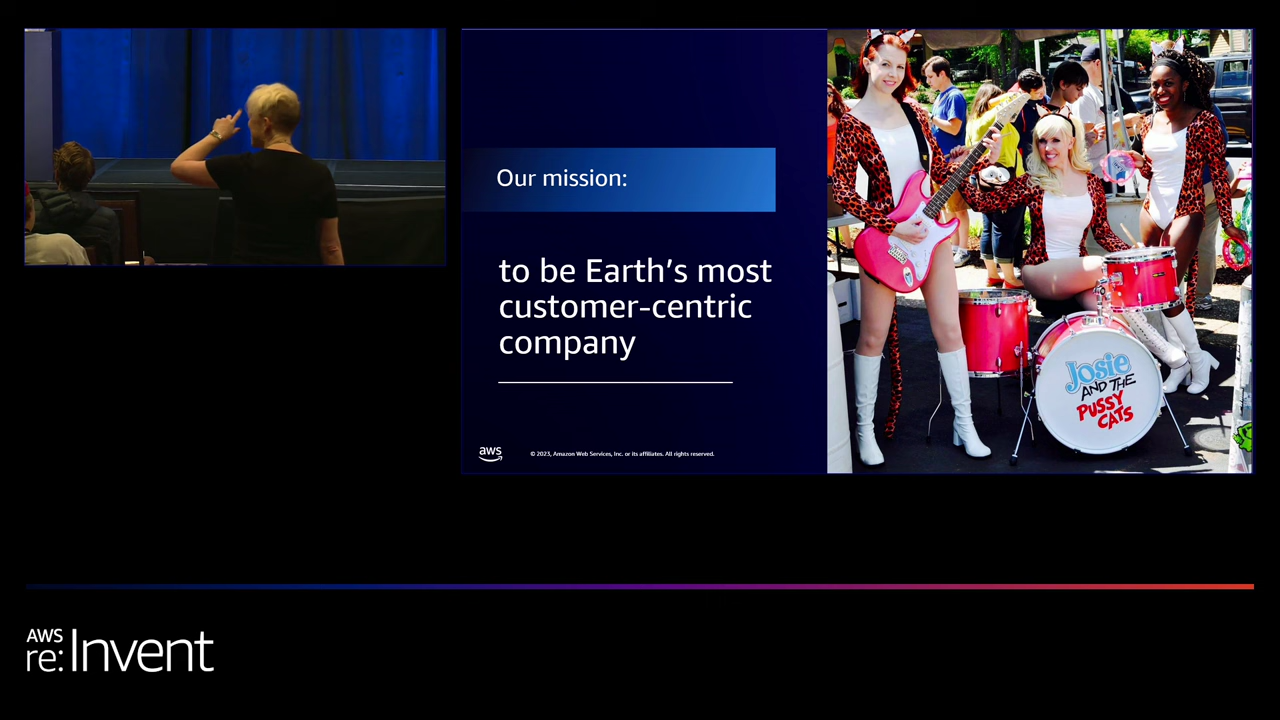 Our mission:
to be Earth's most
customer-centric
company
aws
© 2023, Amazon Web Services, Inc. or its affiliates. All rights reserved.
Josie
AND THE
PUSSY
CATS
AWS
re:Invent